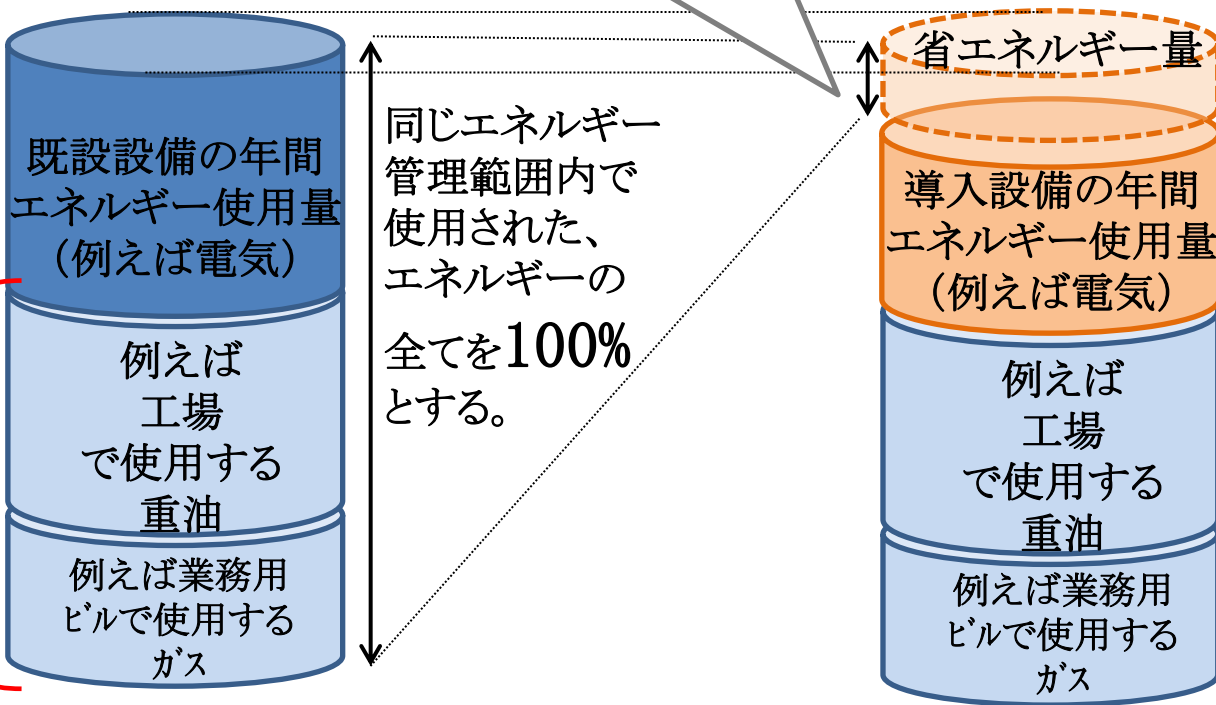 既設設備の年間
エネルギー使用量
（例えば電気）
例えば
工場
で使用する
重油
例えば業務用
ﾋﾞﾙで使用する
ガス
同じエネルギー
管理範囲内で
使用された、
エネルギーの
全てを100%
とする。
省エネルギー量
導入設備の年間
エネルギー使用量
（例えば電気）
例えば
工場
で使用する
重油
例えば業務用
ﾋﾞﾙで使用する
ガス